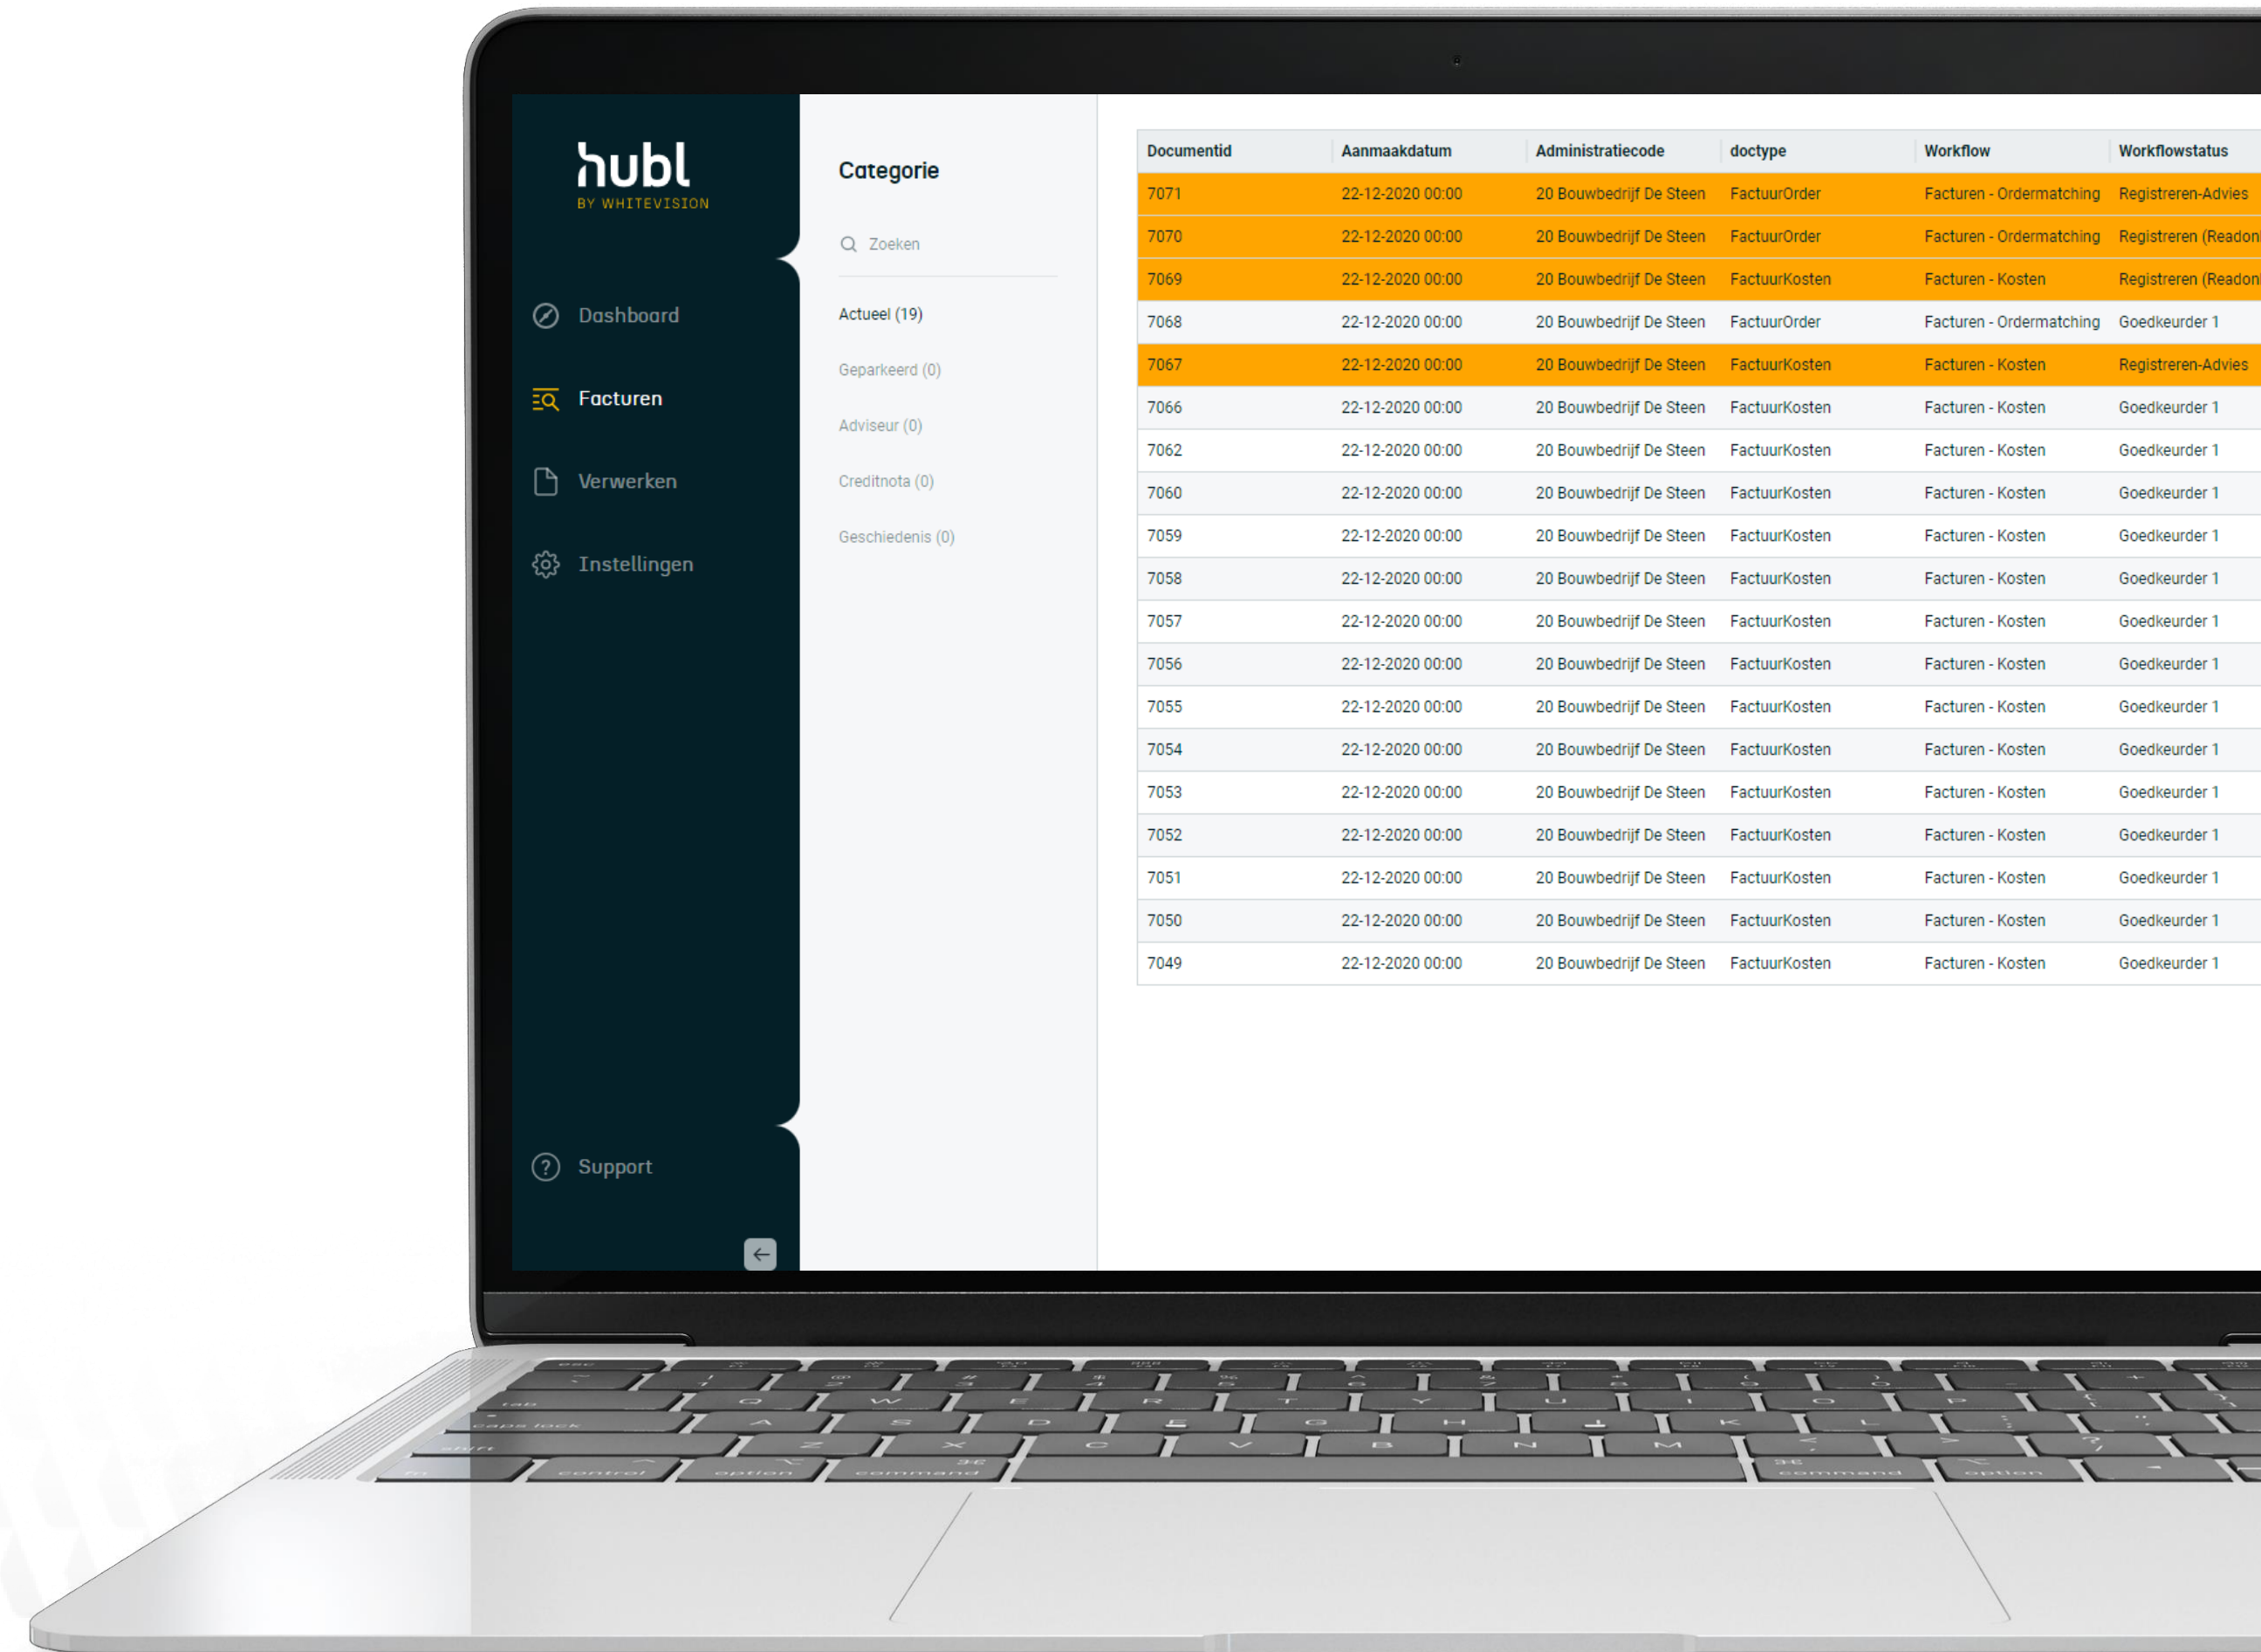 hubl
BY WHITEVISION
Dashboard
Facturen
Verwerken
Instellingen
Support
Categorie
Zoeken
Actueel (19)
Geparkeerd (0)
Adviseur (0)
Creditnota (0)
Geschiedenis (0)
Documentid Aanmaakdatum Administratiecode doctype Workflow Workflowstatus
7071 22-12-2020 00:00 20 Bouwbedrijf De Steen FactuurOrder Facturen - Ordermatching Registreren-Advies
7070 22-12-2020 00:00 20 Bouwbedrijf De Steen FactuurOrder Facturen - Ordermatching Registreren (Readon
7069 22-12-2020 00:00 20 Bouwbedrijf De Steen FactuurKosten Facturen - Kosten Registreren (Readon
7068 22-12-2020 00:00 20 Bouwbedrijf De Steen FactuurOrder Facturen - Ordermatching Goedkeurder 1
7067 22-12-2020 00:00 20 Bouwbedrijf De Steen FactuurKosten Facturen - Kosten Registreren-Advies
7066 22-12-2020 00:00 20 Bouwbedrijf De Steen FactuurKosten Facturen - Kosten Goedkeurder 1
7062 22-12-2020 00:00 20 Bouwbedrijf De Steen FactuurKosten Facturen - Kosten Goedkeurder 1
7060 22-12-2020 00:00 20 Bouwbedrijf De Steen FactuurKosten Facturen - Kosten Goedkeurder 1
7059 22-12-2020 00:00 20 Bouwbedrijf De Steen FactuurKosten Facturen - Kosten Goedkeurder 1
7058 22-12-2020 00:00 20 Bouwbedrijf De Steen FactuurKosten Facturen - Kosten Goedkeurder 1
7057 22-12-2020 00:00 20 Bouwbedrijf De Steen FactuurKosten Facturen - Kosten Goedkeurder 1
7056 22-12-2020 00:00 20 Bouwbedrijf De Steen FactuurKosten Facturen - Kosten Goedkeurder 1
7055 22-12-2020 00:00 20 Bouwbedrijf De Steen FactuurKosten Facturen - Kosten Goedkeurder 1
7054 22-12-2020 00:00 20 Bouwbedrijf De Steen FactuurKosten Facturen - Kosten Goedkeurder 1
7053 22-12-2020 00:00 20 Bouwbedrijf De Steen FactuurKosten Facturen - Kosten Goedkeurder 1
7052 22-12-2020 00:00 20 Bouwbedrijf De Steen FactuurKosten Facturen - Kosten Goedkeurder 1
7051 22-12-2020 00:00 20 Bouwbedrijf De Steen FactuurKosten Facturen - Kosten Goedkeurder 1
7050 22-12-2020 00:00 20 Bouwbedrijf De Steen FactuurKosten Facturen - Kosten Goedkeurder 1
7049 22-12-2020 00:00 20 Bouwbedrijf De Steen FactuurKosten Facturen - Kosten Goedkeurder 1
esc
tab Q W E R T Y U I O P
caps lock A S D F G H J K L
shift Z X C V B N M
fn control option command command option